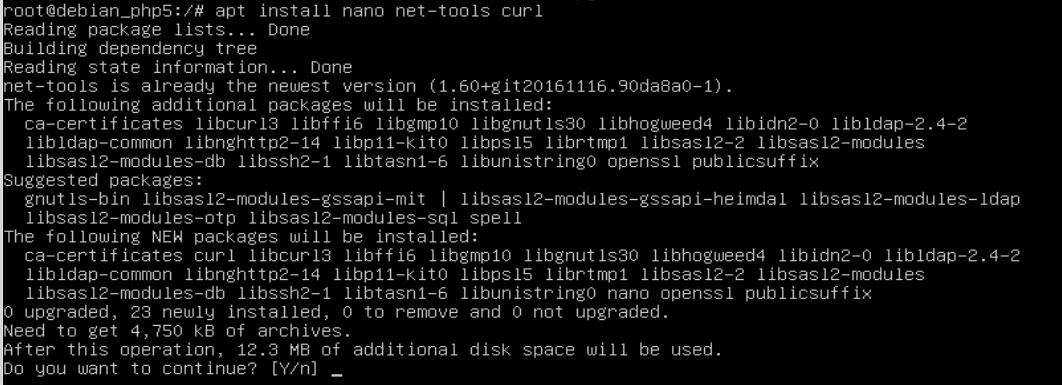 root@debian_php5:/# apt install nano net-tools curl
Reading package lists... Done
Building dependency tree
Reading state information... Done
net-tools is already the newest version (1.60+git20161116.90da8a0-1).
The following additional packages will be installed:
  ca-certificates libcurl3 libffi6 libgmp10 libgnutls30 libhogweed4 libidn2-0 libldap-2.4-2
  libldap-common libnghttp2-14 libp11-kit0 libpsl5 librtmp1 libsasl2-2 libsasl2-modules
  libsasl2-modules-db libssh2-1 libtasn1-6 libunistring0 openssl publicsuffix
Suggested packages:
  gnutls-bin libsasl2-modules-gssapi-mit | libsasl2-modules-gssapi-heimdal libsasl2-modules-ldap
  libsasl2-modules-otp libsasl2-modules-sql spell
The following NEW packages will be installed:
  ca-certificates curl libcurl3 libffi6 libgmp10 libgnutls30 libhogweed4 libidn2-0 libldap-2.4-2
  libldap-common libnghttp2-14 libp11-kit0 libpsl5 librtmp1 libsasl2-2 libsasl2-modules
  libsasl2-modules-db libssh2-1 libtasn1-6 libunistring0 nano openssl publicsuffix
0 upgraded, 23 newly installed, 0 to remove and 0 not upgraded.
Need to get 4,750 kB of archives.
After this operation, 12.3 MB of additional disk space will be used.
Do you want to continue? [Y/n] _